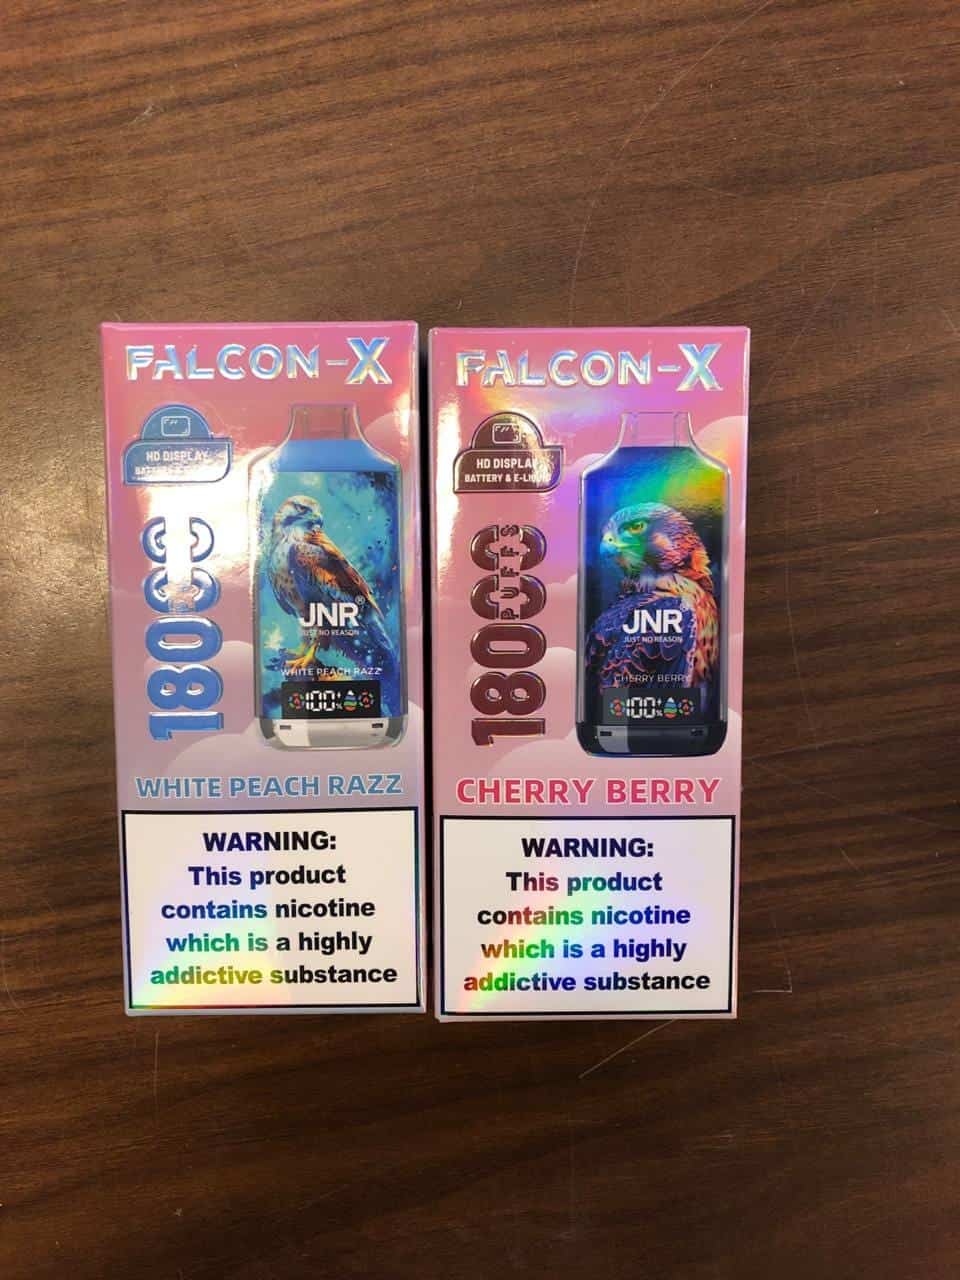 FALCON-X
HD DISPLAY
BATTERY &
18000
JNR®
JUST NO REASON
WHITE PEACH RAZZ
100%
WHITE PEACH RAZZ
WARNING:
This product
contains nicotine
which is a highly
addictive substance
FALCON-X
HD DISPLAY
BATTERY & E-LIQUID
18000
PUFFS
JNR®
JUST NO REASON
CHERRY BERRY
100%
CHERRY BERRY
WARNING:
This product
contains nicotine
which is a highly
addictive substance